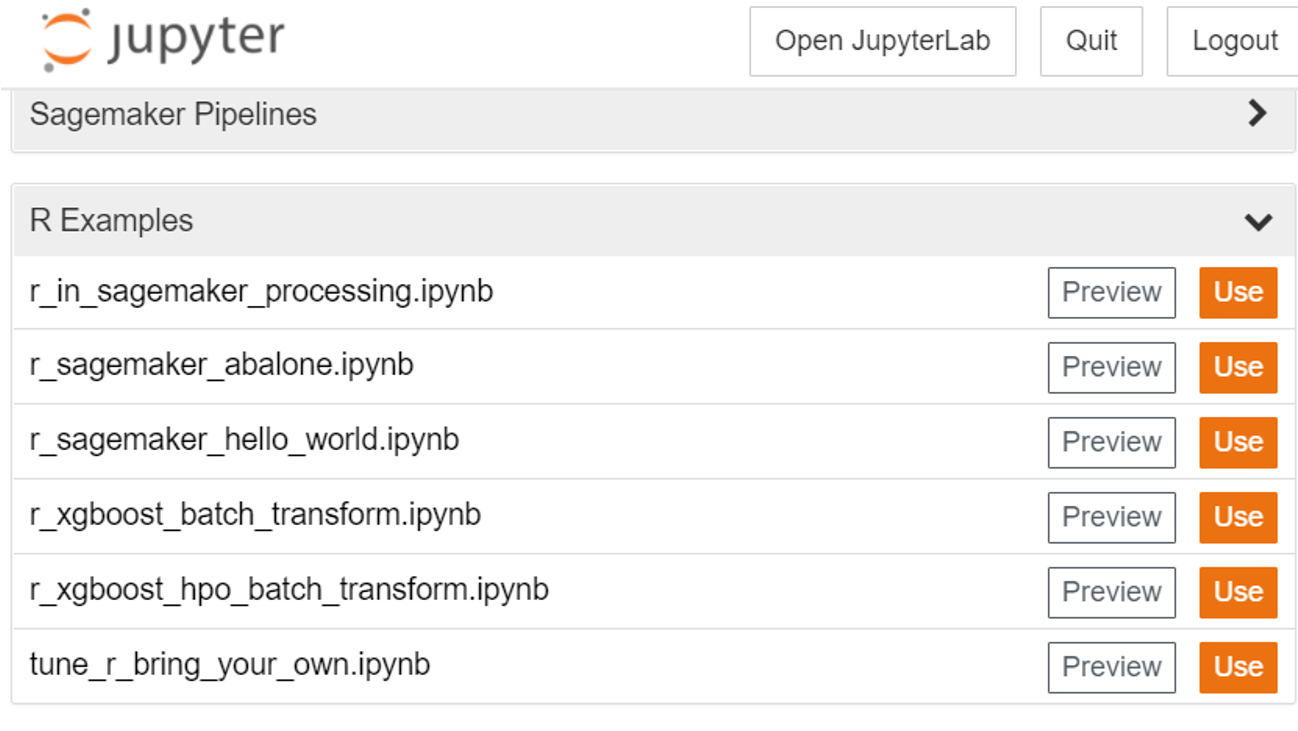 jupyter Open JupyterLab Quit Logout
Sagemaker Pipelines
R Examples
r_in_sagemaker_processing.ipynb Preview Use
r_sagemaker_abalone.ipynb Preview Use
r_sagemaker_hello_world.ipynb Preview Use
r_xgboost_batch_transform.ipynb Preview Use
r_xgboost_hpo_batch_transform.ipynb Preview Use
tune_r_bring_your_own.ipynb Preview Use